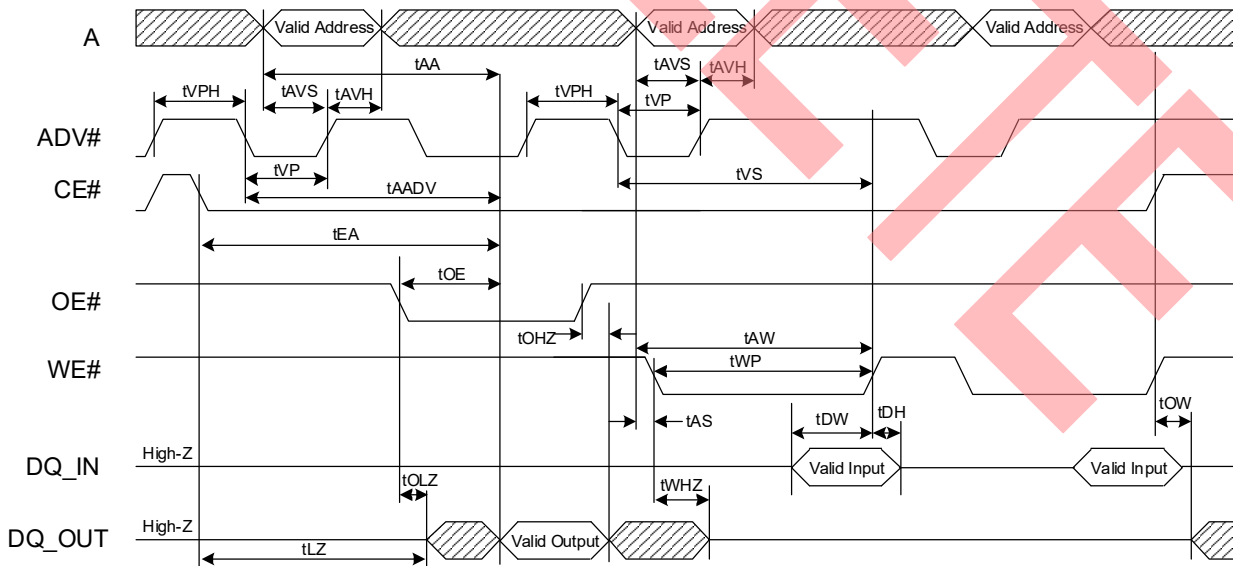 A
Valid Address
Valid Address
Valid Address
tAA
tAVS
tAVH
tVPH
tAVS
tAVH
tVPH
tVP
ADV#
tVP
tAADV
tVS
CE#
tEA
tOE
OE#
tOHZ
tAW
tWP
WE#
tAS
tDW
tDH
tOW
DQ_IN
High-Z
Valid Input
Valid Input
tOLZ
tWHZ
DQ_OUT
High-Z
Valid Output
tLZ